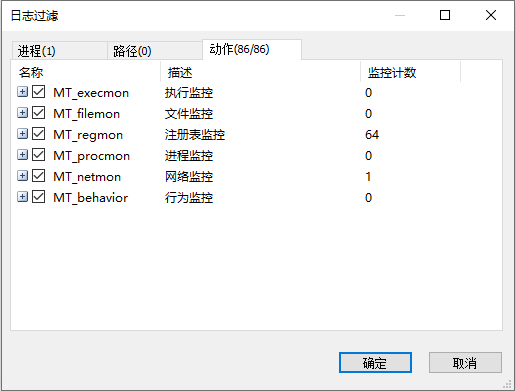 日志过滤
进程(1) 路径(0) 动作(86/86)
名称 描述 监控计数
MT_execmon 执行监控 0
MT_filemon 文件监控 0
MT_regmon 注册表监控 64
MT_procmon 进程监控 0
MT_netmon 网络监控 1
MT_behavior 行为监控 0
确定 取消